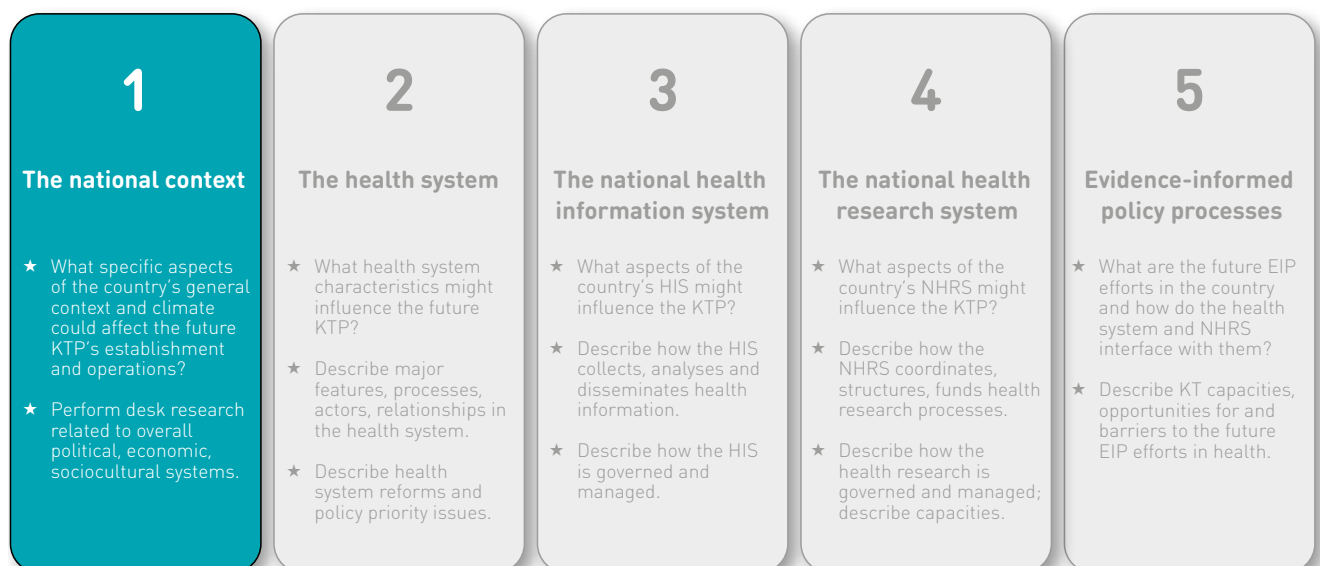 1
The national context
★ What specific aspects
of the country's general
context and climate
could affect the future
KTP's establishment
and operations?
★ Perform desk research
related to overall
political, economic,
sociocultural systems.
2
The health system
★ What health system
characteristics might
influence the future
KTP?
★ Describe major
features, processes,
actors, relationships in
the health system.
★ Describe health
system reforms and
policy priority issues.
3
The national health
information system
★ What aspects of the
country's HIS might
influence the KTP?
★ Describe how the HIS
collects, analyses and
disseminates health
information.
★ Describe how the HIS
is governed and
managed.
4
The national health
research system
★ What aspects of the
country's NHRS might
influence the KTP?
★ Describe how the
NHRS coordinates,
structures, funds health
research processes.
★ Describe how the
health research is
governed and managed;
describe capacities.
5
Evidence-informed
policy processes
★ What are the future EIP
efforts in the country
and how do the health
system and NHRS
interface with them?
★ Describe KT capacities,
opportunities for and
barriers to the future
EIP efforts in health.